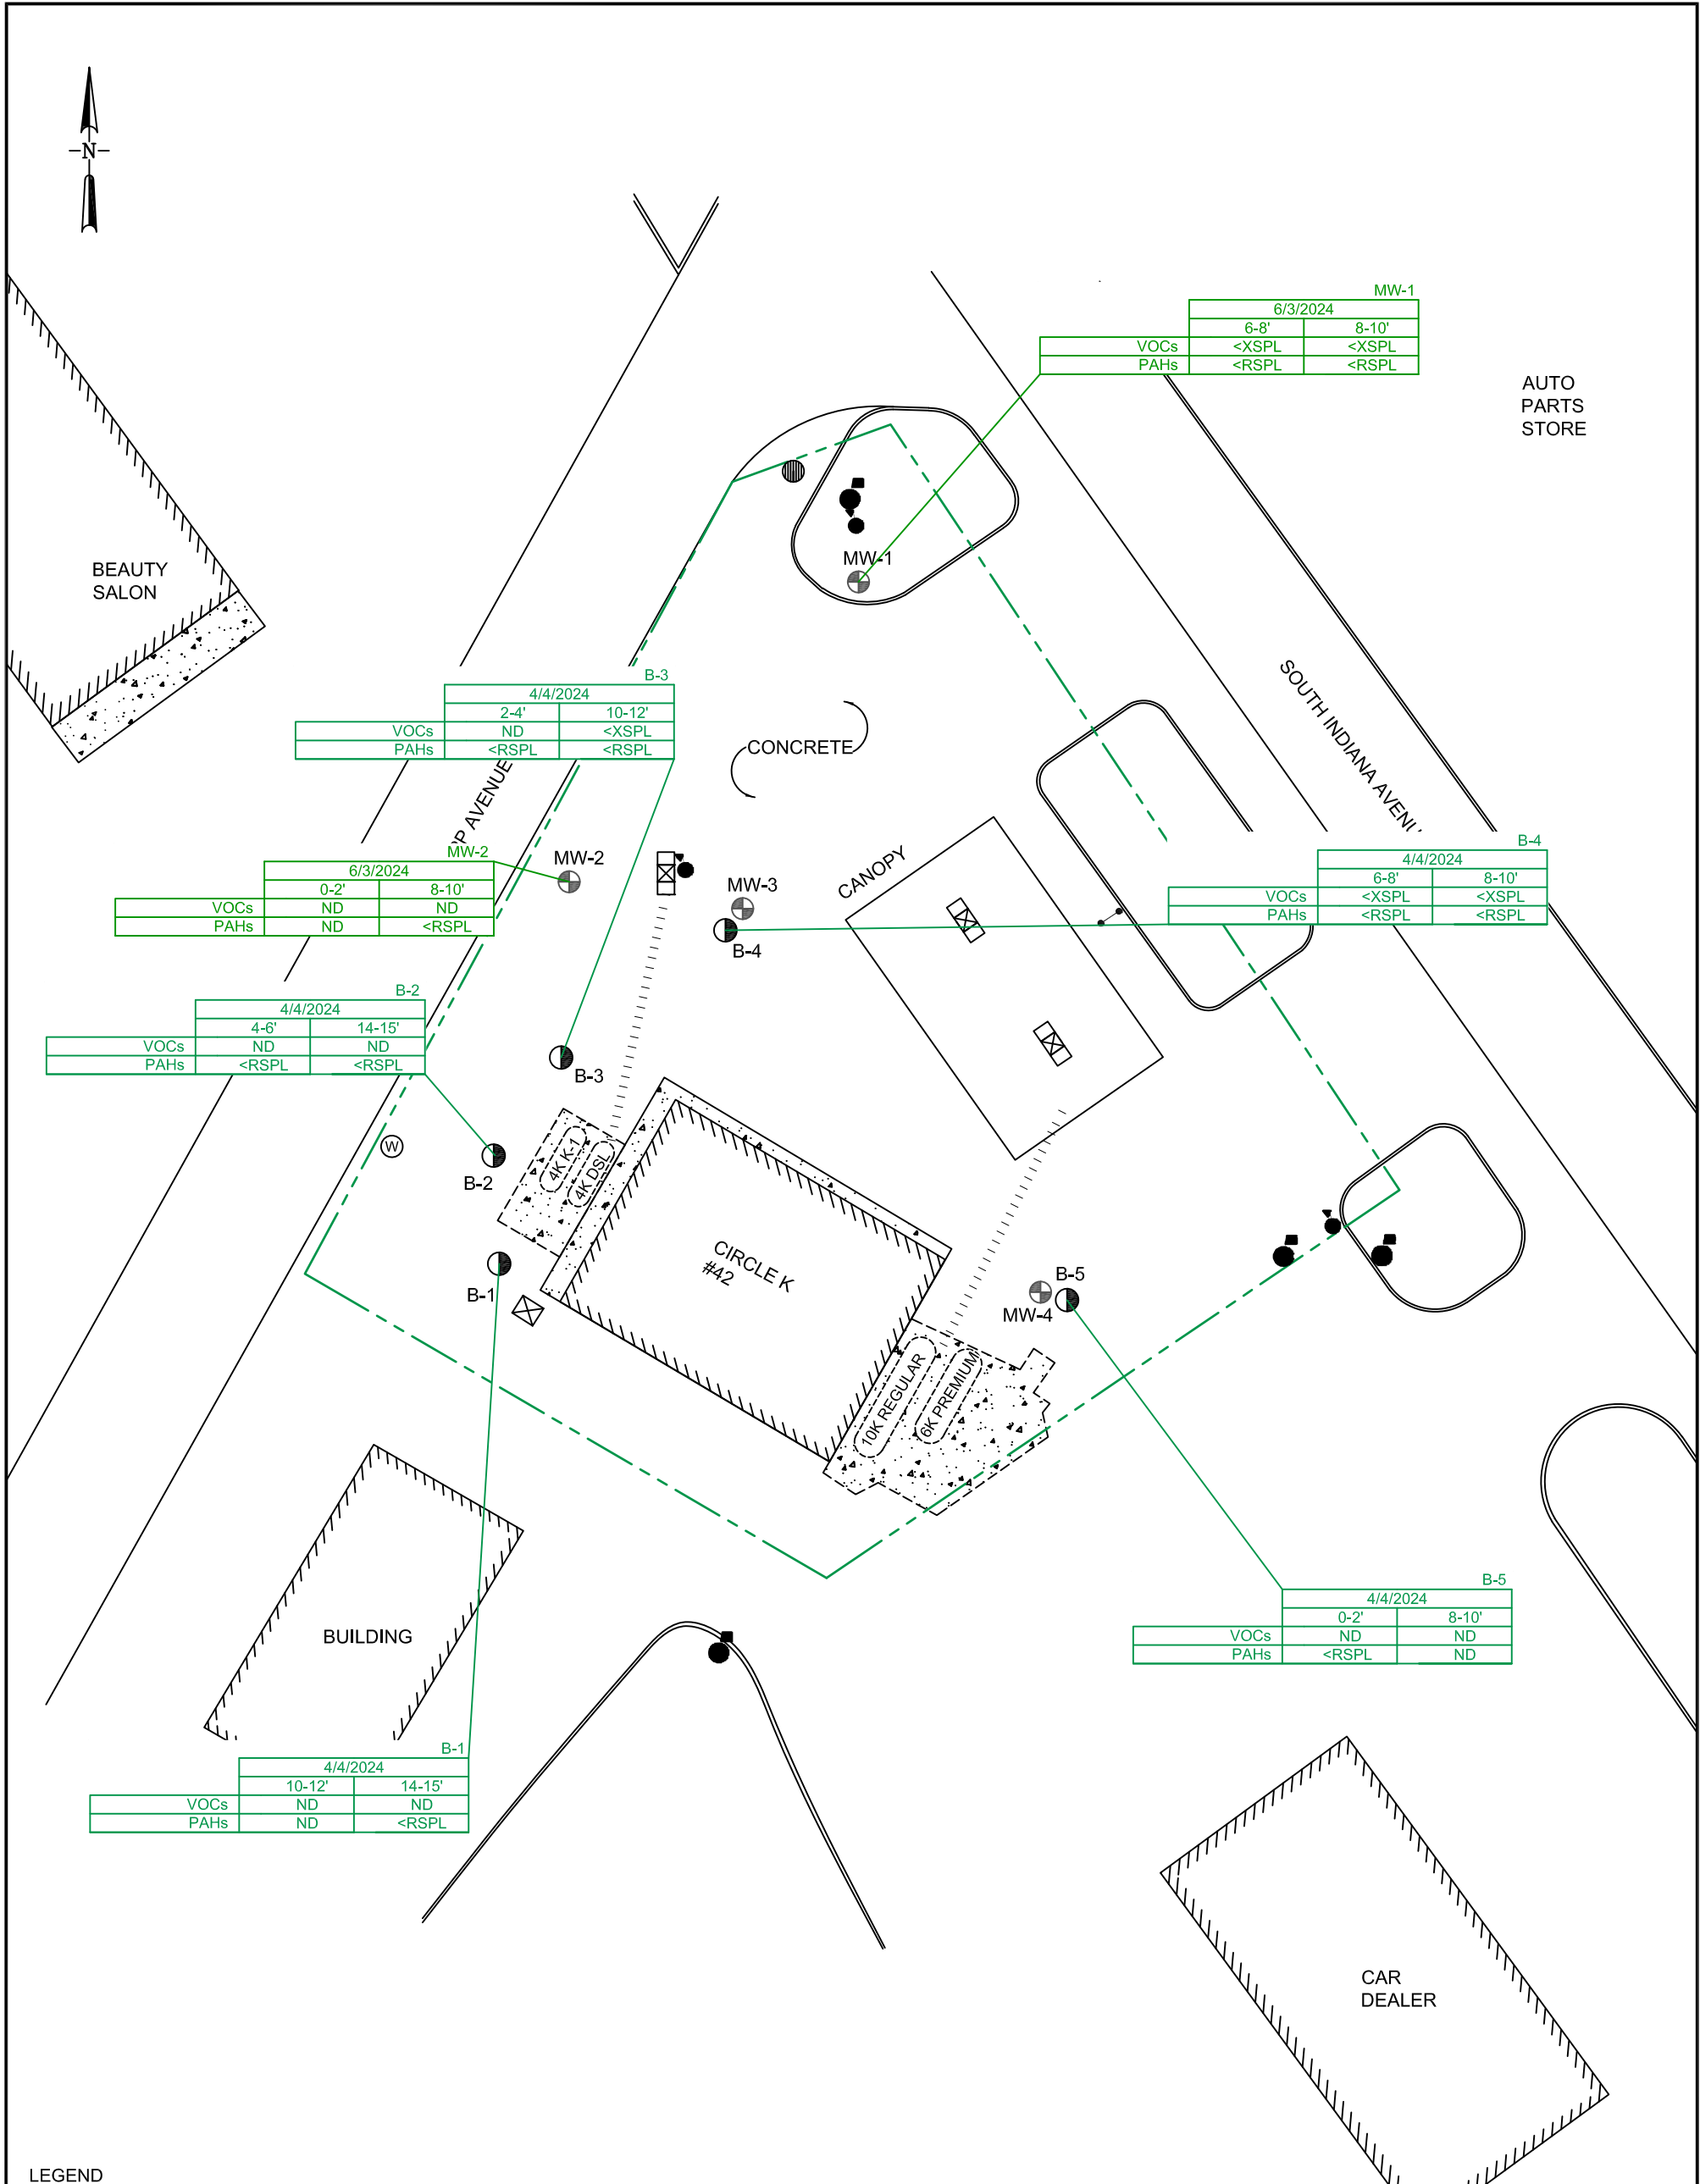 -N-
MW-1
6/3/2024
6-8' 8-10'
VOCs <XSPL <XSPL
PAHs <RSPL <RSPL
AUTO
PARTS
STORE
BEAUTY
SALON
MW-1
SOUTH INDIANA
B-3
4/4/2024
2-4' 10-12'
VOCs ND <XSPL
PAHs <RSPL <RSPL
CONCRETE
AVENUE
MW-2
6/3/2024
0-2' 8-10'
VOCs ND ND
PAHs ND <RSPL
MW-2
MW-3
CANOPY
B-4
B-4
4/4/2024
6-8' 8-10'
VOCs <XSPL <XSPL
PAHs <RSPL <RSPL
B-2
4/4/2024
4-6' 14-15'
VOCs ND ND
PAHs <RSPL <RSPL
B-3
W
B-2
4K K-1
4K DSL
CIRCLE K
#42
B-1
B-5
MW-4
10K REGULAR
6K PREMIUM
BUILDING
B-5
4/4/2024
0-2' 8-10'
VOCs ND ND
PAHs <RSPL ND
B-1
4/4/2024
10-12' 14-15'
VOCs ND ND
PAHs ND <RSPL
CAR
DEALER
LEGEND